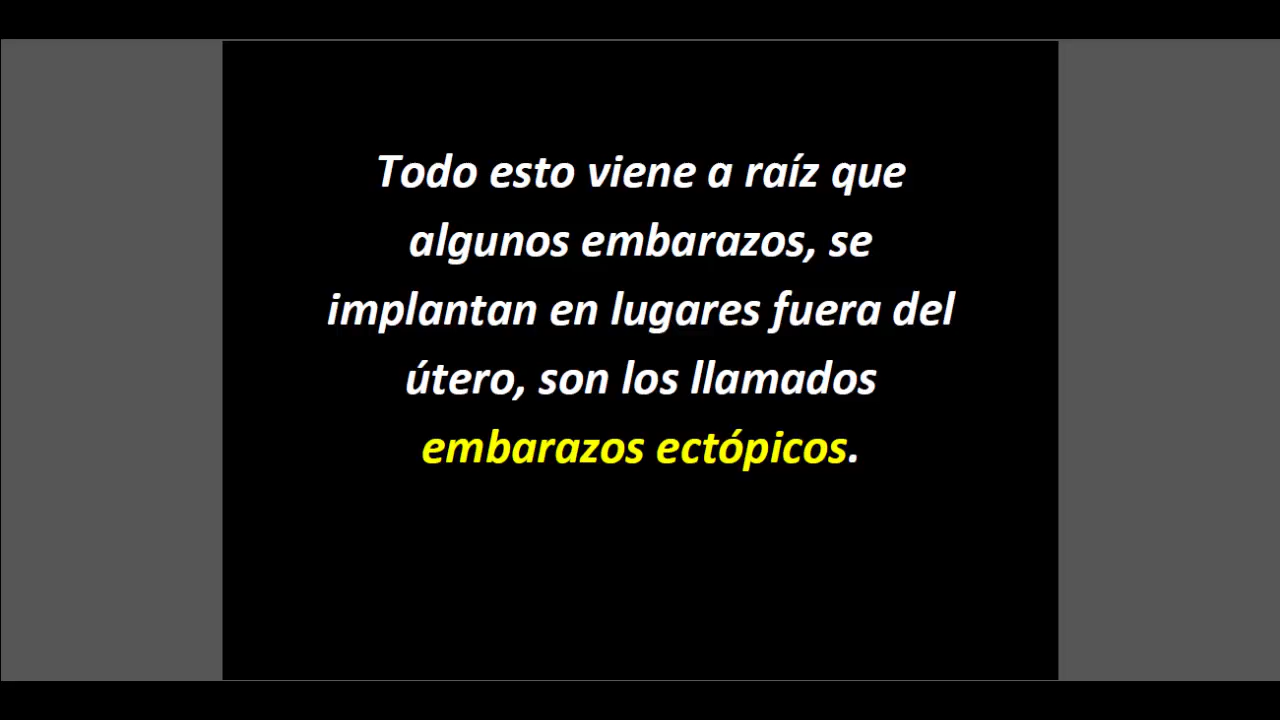 Todo esto viene a raíz que
algunos embarazos, se
implantan en lugares fuera del
útero, son los llamados
embarazos ectópicos.